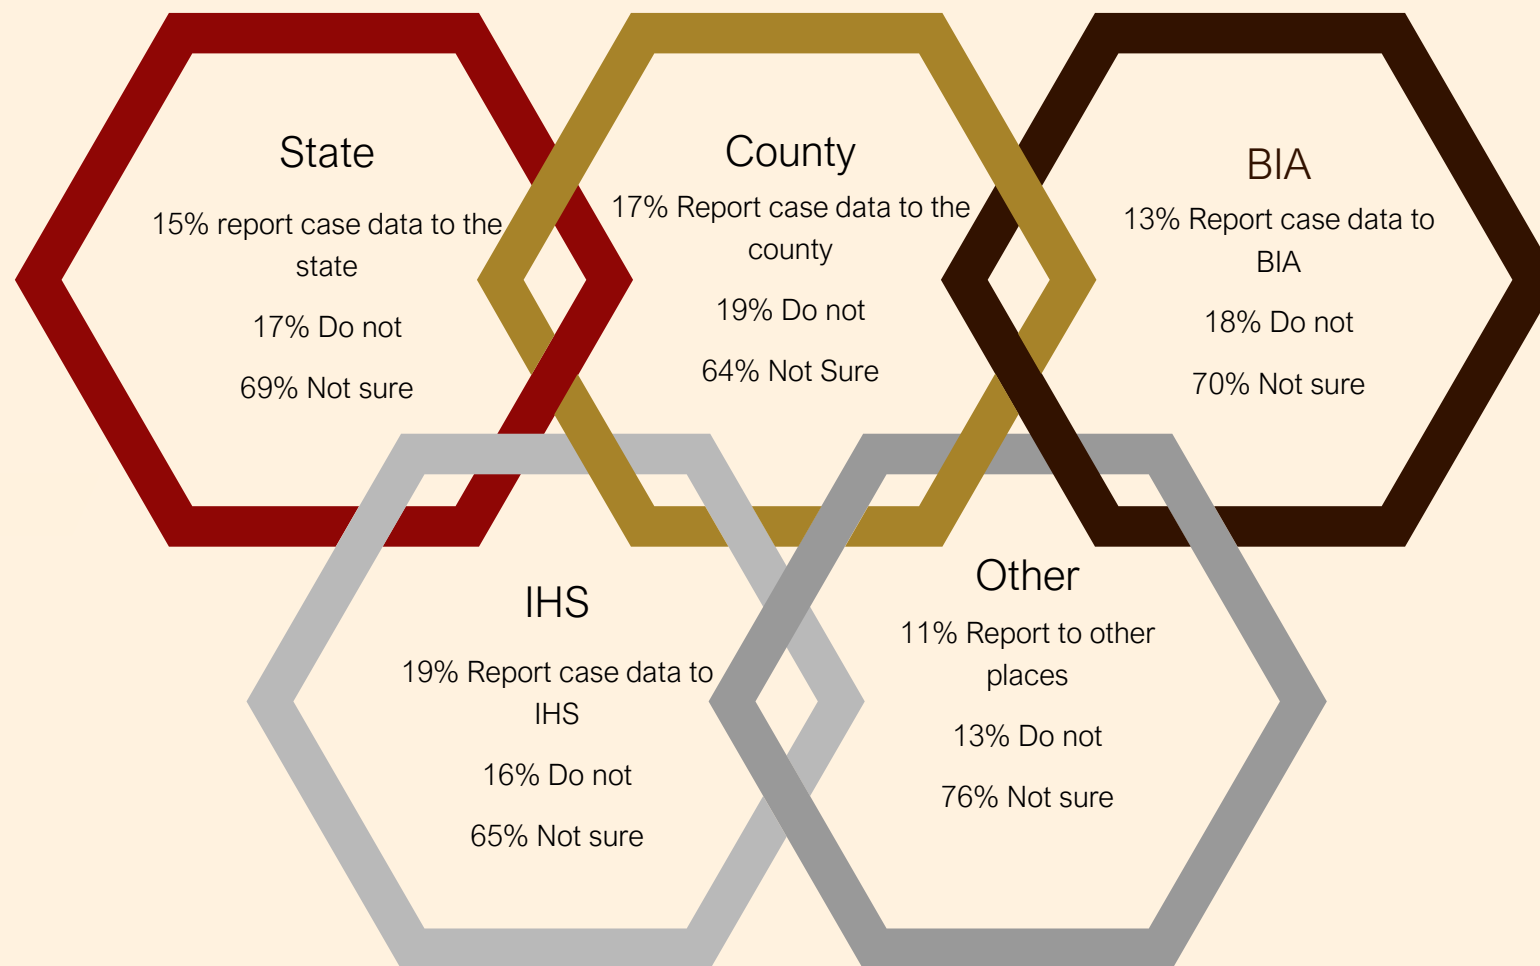 State
15% report case data to the
state
17% Do not
69% Not sure
County
17% Report case data to the
county
19% Do not
64% Not Sure
BIA
13% Report case data to
BIA
18% Do not
70% Not sure
IHS
19% Report case data to
IHS
16% Do not
65% Not sure
Other
11% Report to other
places
13% Do not
76% Not sure